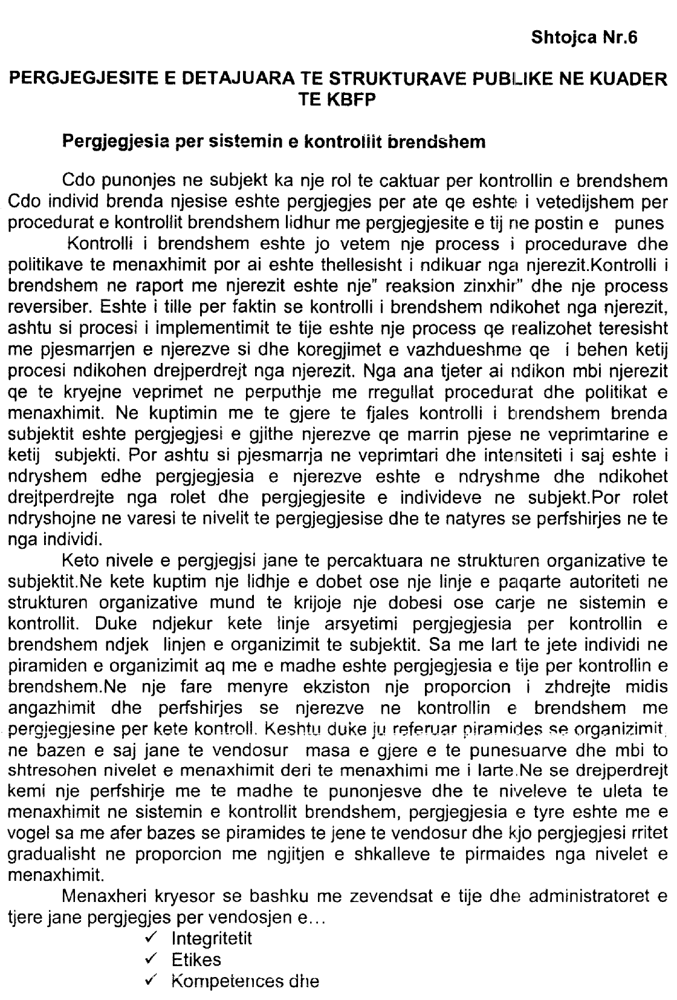 Shtojca Nr.6
PERGJEGJESITE E DETAJUARA TE STRUKTURAVE PUBLIKE NE KUADER
TE KBFP
Pergjegjesia per sistemin e kontrollit brendshem
Cdo punonjes ne subjekt ka nje rol te caktuar per kontrollin e brendshem
Cdo individ brenda njesise eshte pergjegjes per ate qe eshte i vetedijshem per
procedurat e kontrollit brendshem lidhur me pergjegjesite e tij ne postin e punes
Kontrolli i brendshem eshte jo vetem nje process i procedurave dhe
politikave te menaxhimit por ai eshte thellesisht i ndikuar nga njerezit.Kontrolli i
brendshem ne raport me njerezit eshte nje" reaksion zinxhir" dhe nje process
reversiber. Eshte i tille per faktin se kontrolli i brendshem ndikohet nga njerezit,
ashtu si procesi i implementimit te tije eshte nje process qe realizohet teresisht
me pjesmarrjen e njerezve si dhe koregjimet e vazhdueshme qe i behen ketij
procesi ndikohen drejperdrejt nga njerezit. Nga ana tjeter ai ndikon mbi njerezit
qe te kryejne veprimet ne perputhje me rregullat procedurat dhe politikat e
menaxhimit. Ne kuptimin me te gjere te fjales kontrolli i brendshem brenda
subjektit eshte pergjegjesi e gjithe njerezve qe marrin pjese ne veprimtarine e
ketij subjekti. Por ashtu si pjesmarrja ne veprimtari dhe intensiteti i saj eshte i
ndryshem edhe pergjegjesia e njerezve eshte e ndryshme dhe ndikohet
drejtperdrejte nga rolet dhe pergjegjesite e individeve ne subjekt.Por rolet
ndryshojne ne varesi te nivelit te pergjegjesise dhe te natyres se perfshirjes ne te
nga individi.
Keto nivele e pergjegjsi jane te percaktuara ne strukturen organizative te
subjektit.Ne kete kuptim nje lidhje e dobet ose nje linje e paqarte autoriteti ne
strukturen organizative mund te krijoje nje dobesi ose carje ne sistemin e
kontrollit. Duke ndjekur kete linje arsyetimi pergjegjesia per kontrollin e
brendshem ndjek linjen e organizimit te subjektit. Sa me lart te jete individi ne
piramiden e organizimit aq me e madhe eshte pergjegjesia e tije per kontrollin e
brendshem.Ne nje fare menyre ekziston nje proporcion i zhdrejte midis
angazhimit dhe perfshirjes se njerezve ne kontrollin e brendshem me
pergjegjesine per kete kontroll. Keshtu duke ju referuar piramides se organizimit,
ne bazen e saj jane te vendosur masa e gjere e te punesuarve dhe mbi to
shtresohen nivelet e menaxhimit deri te menaxhimi me i larte.Ne se drejperdrejt
kemi nje perfshirje me te madhe te punonjesve dhe te niveleve te uleta te
menaxhimit ne sistemin e kontrollit brendshem, pergjegjesia e tyre eshte me e
vogel sa me afer bazes se piramides te jene te vendosur dhe kjo pergjegjesi rritet
gradualisht ne proporcion me ngjitjen e shkalleve te pirmaides nga nivelet e
menaxhimit.
Menaxheri kryesor se bashku me zevendsat e tije dhe administratoret e
tjere jane pergjegjes per vendosjen e...
✓ Integritetit
✓ Etikes
✓ Kompetences dhe